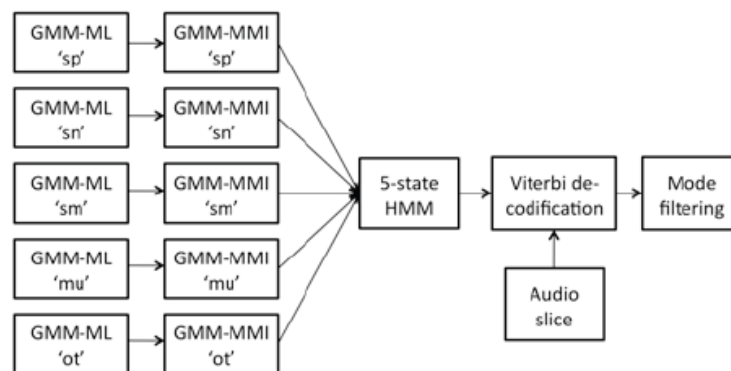 GMM-ML
'sp'
GMM-MMI
'sp'
GMM-ML
'sn'
GMM-MMI
'sn'
GMM-ML
'sm'
GMM-MMI
'sm'
GMM-ML
'mu'
GMM-MMI
'mu'
GMM-ML
'ot'
GMM-MMI
'ot'
5-state
HMM
Viterbi de-
codification
Mode
filtering
Audio
slice